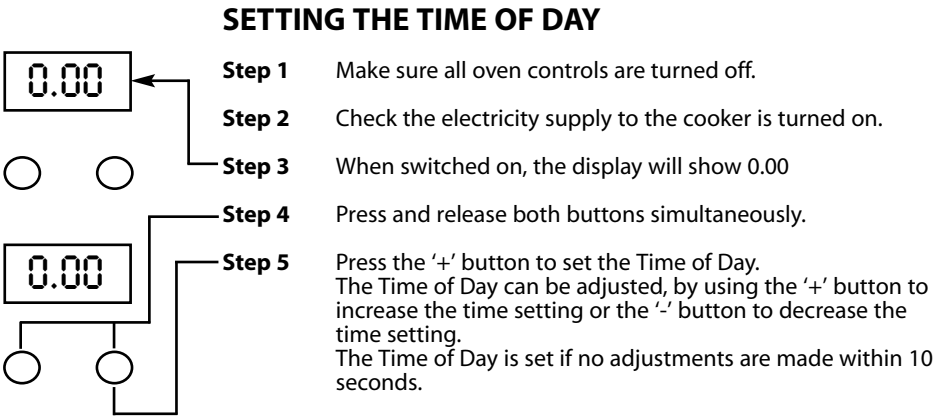 SETTING THE TIME OF DAY
0.00
Step 1 Make sure all oven controls are turned off.
Step 2 Check the electricity supply to the cooker is turned on.
Step 3 When switched on, the display will show 0.00
Step 4 Press and release both buttons simultaneously.
0.00
Step 5 Press the ‘+’ button to set the Time of Day.
The Time of Day can be adjusted, by using the ‘+’ button to
increase the time setting or the ‘-’ button to decrease the
time setting.
The Time of Day is set if no adjustments are made within 10
seconds.